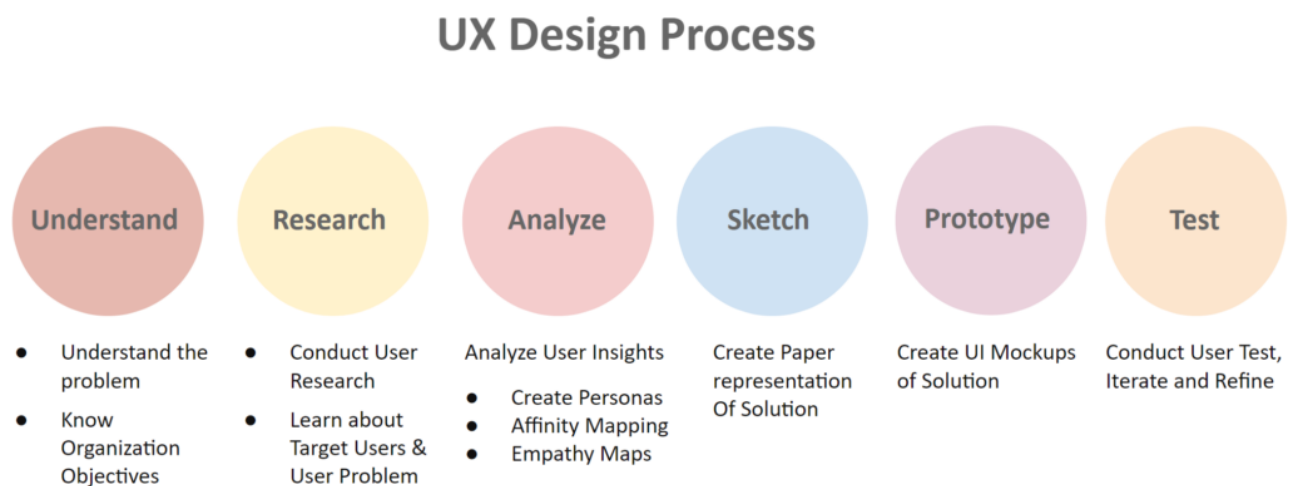 UX Design Process
Understand
Research
Analyze
Sketch
Prototype
Test
● Understand the
problem
● Know
Organization
Objectives
● Conduct User
Research
● Learn about
Target Users &
User Problem
Analyze User Insights
● Create Personas
● Affinity Mapping
● Empathy Maps
Create Paper
representation
Of Solution
Create UI Mockups
of Solution
Conduct User Test,
Iterate and Refine